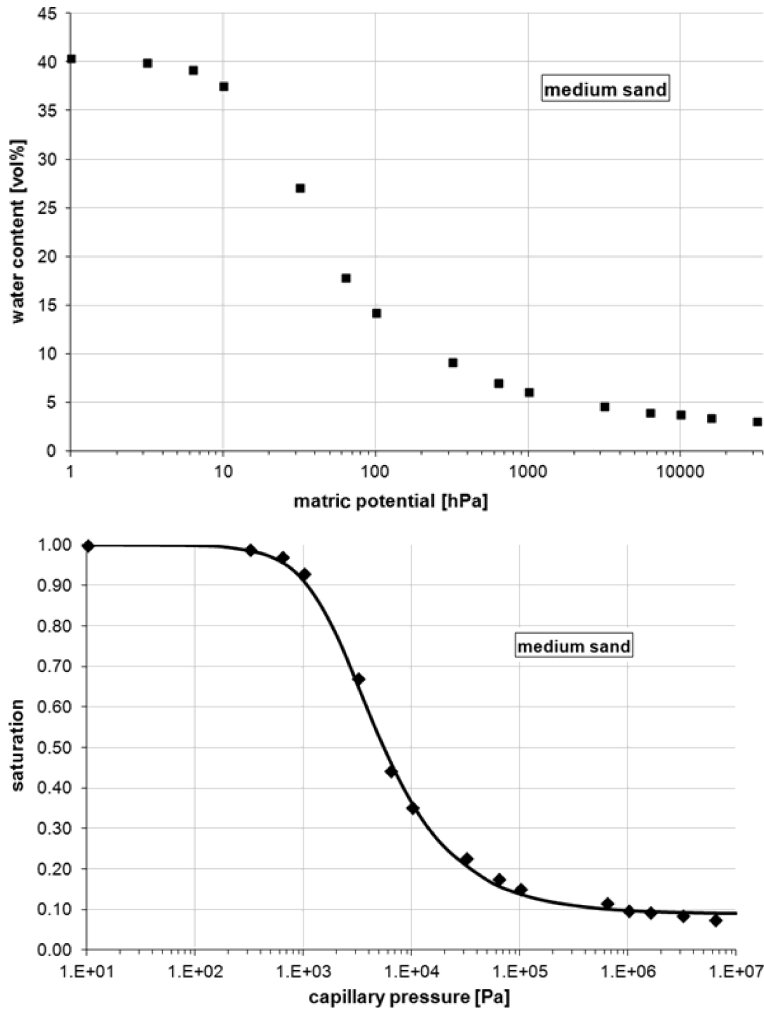 45
40
35
30
25
20
15
10
5
0
water content [vol%]
medium sand
1 10 100 1000 10000
matric potential [hPa]
1.00
0.90
0.80
0.70
0.60
0.50
0.40
0.30
0.20
0.10
0.00
saturation
medium sand
1.E+01 1.E+02 1.E+03 1.E+04 1.E+05 1.E+06 1.E+07
capillary pressure [Pa]